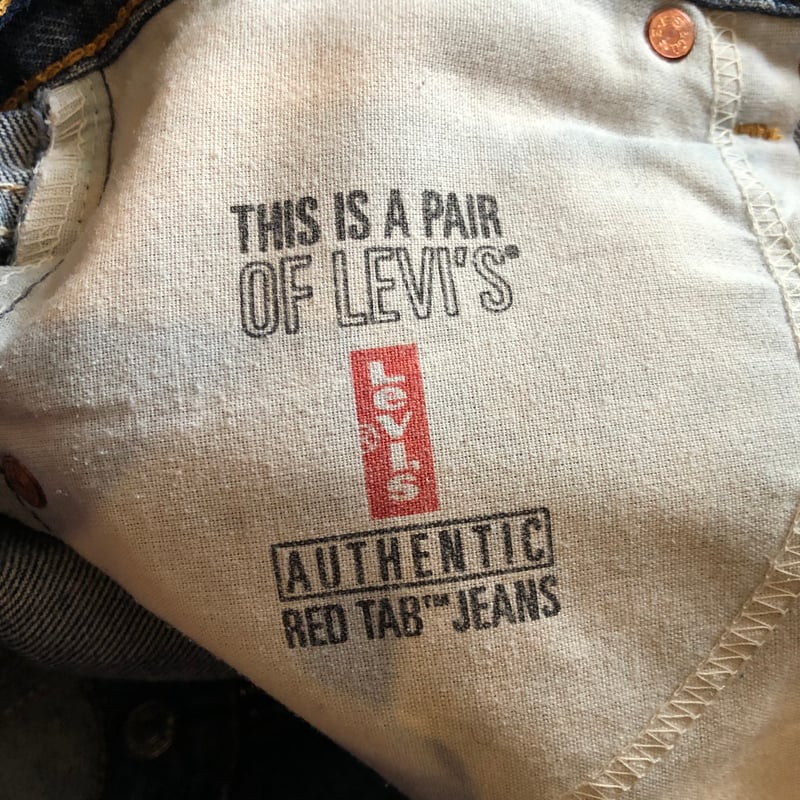 THIS IS A PAIR
OF LEVI'S®
LeVI'S
®
AUTHENTIC
RED TAB™ JEANS